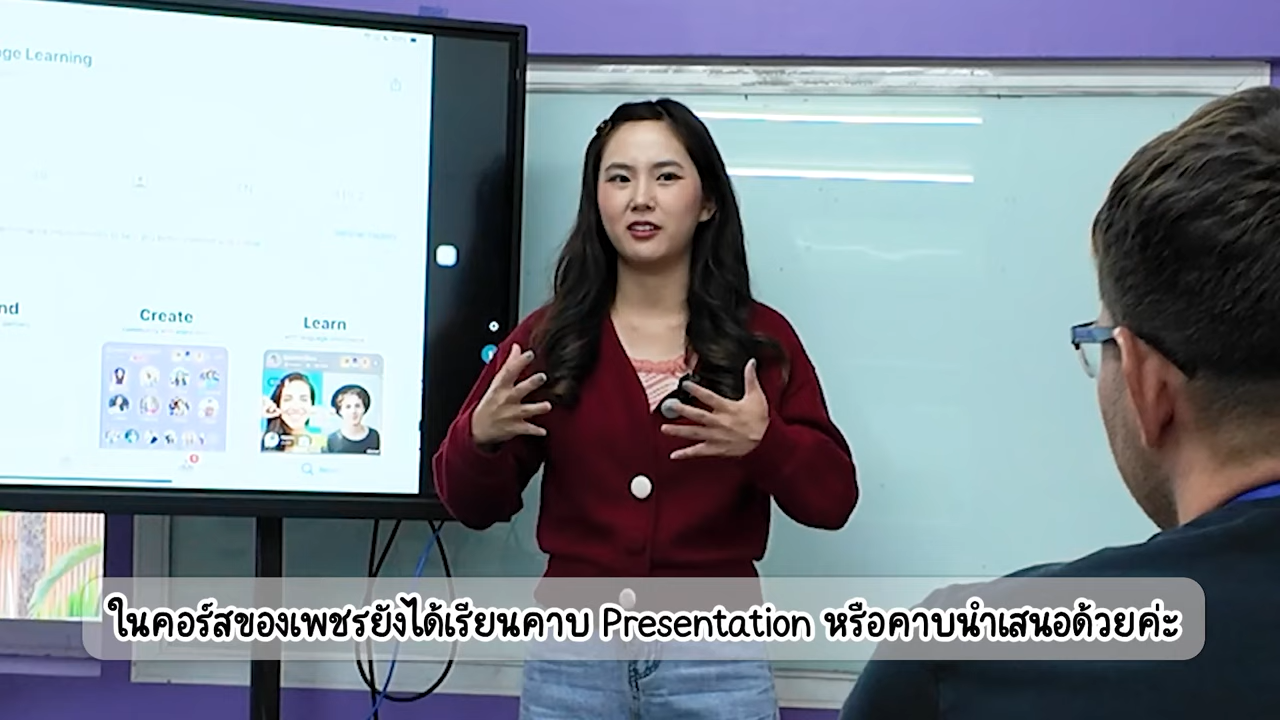 ge Learning
nd
Create
Learn
ในคอร์สของเพชรยังได้เรียนคาบ Presentation หรือคาบนำเสนอด้วยค่ะ